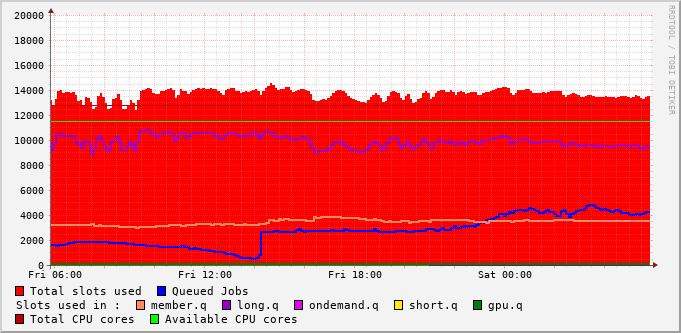 20000
18000
16000
14000
12000
10000
8000
6000
4000
2000
0
Fri 06:00 Fri 12:00 Fri 18:00 Sat 00:00
RRDTOOL / TOBI OETIKER
Total slots used Queued Jobs
Slots used in : member.q long.q ondemand.q short.q gpu.q
Total CPU cores Available CPU cores